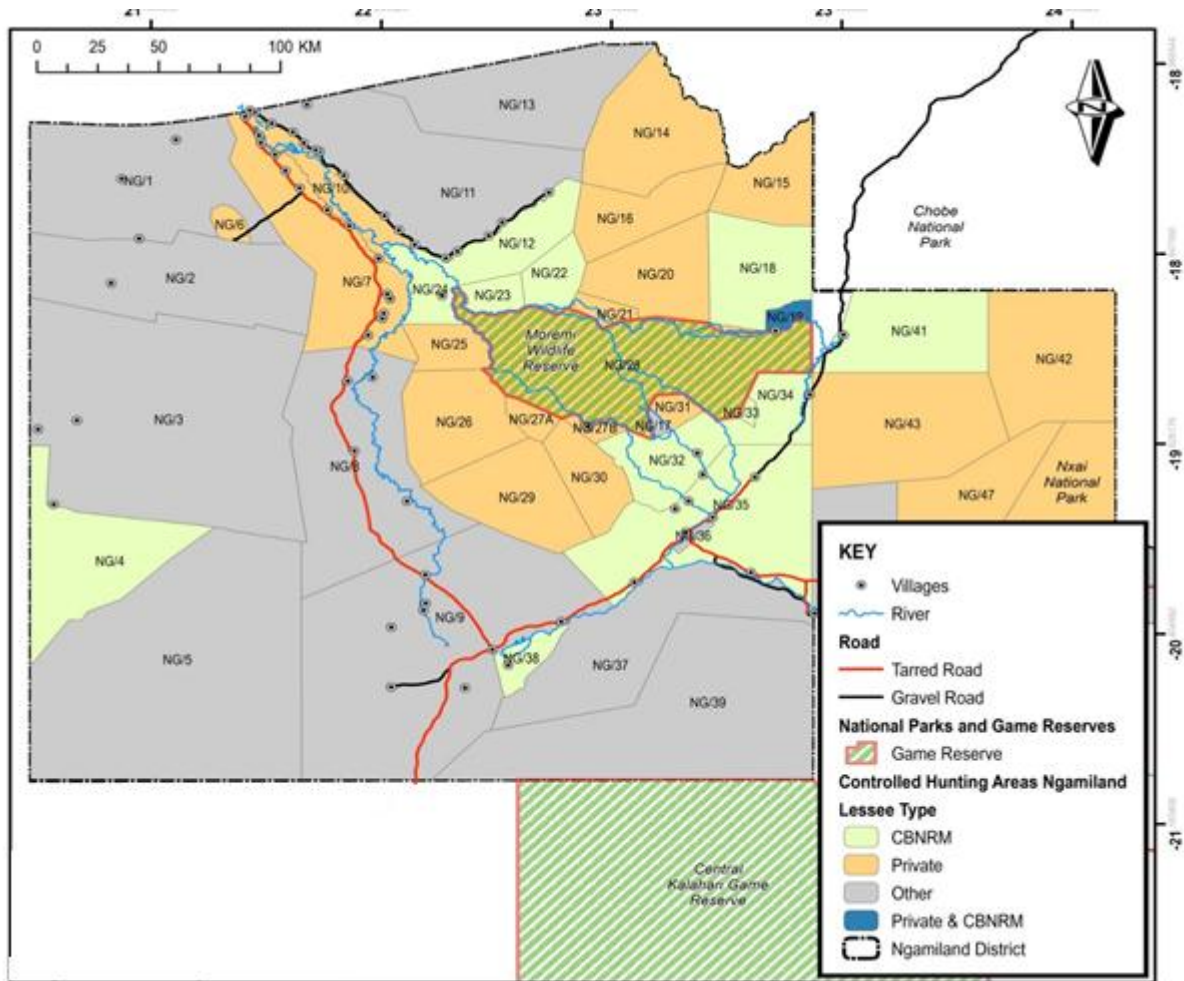 21
22
23
23
24
0 25 50 100 KM
-18
-18
-19
-20
-21
N
NG/13
NG/14
NG/1
NG/15
NG/10
NG/11
NG/6
NG/16
Chobe
National
Park
NG/12
NG/2
NG/22
NG/20
NG/18
NG/7
NG/24
NG/23
NG/21
NG/19
NG/41
Moremi
Wildlife
Reserve
NG/25
NG/28
NG/42
NG/34
NG/31
NG/33
NG/3
NG/26
NG/27A
NG/27B
NG/17
NG/43
NG/8
NG/32
NG/30
NG/29
NG/35
NG/47
Nxai
National
Park
NG/36
NG/4
NG/9
NG/5
NG/38
NG/37
NG/39
Central
Kalahari Game
Reserve
KEY
Villages
River
Road
Tarred Road
Gravel Road
National Parks and Game Reserves
Game Reserve
Controlled Hunting Areas Ngamiland
Lessee Type
CBNRM
Private
Other
Private & CBNRM
Ngamiland District